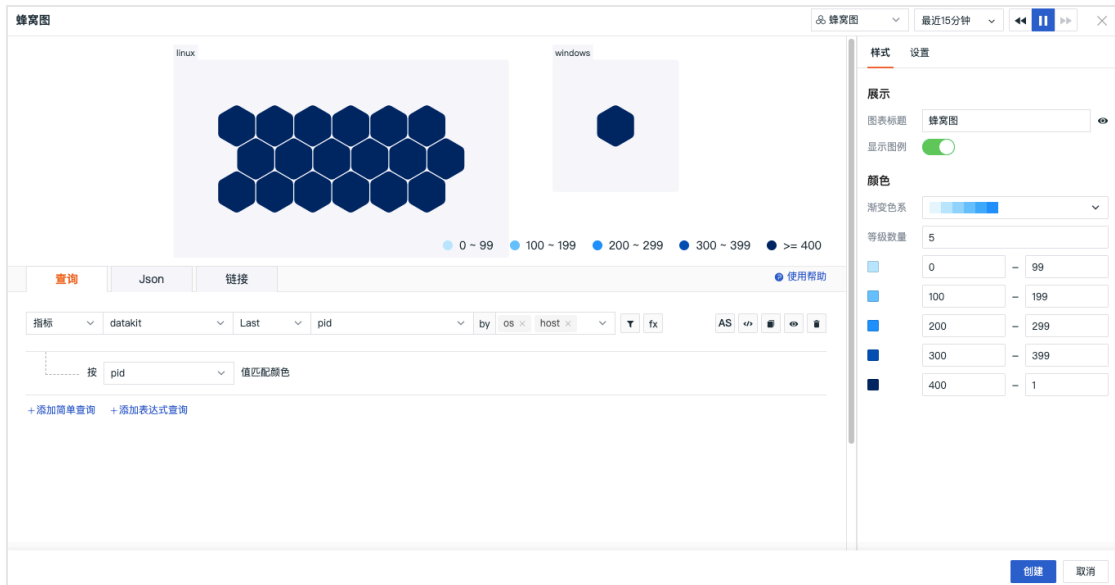 蜂窝图 蜂窝图 最近15分钟
样式 设置
linux windows
展示
图表标题 蜂窝图
显示图例
颜色
渐变色系
等级数量 5
0 ~ 99 100 ~ 199 200 ~ 299 300 ~ 399 >= 400
0 – 99
100 – 199
200 – 299
300 – 399
400 – 1
查询 Json 链接 使用帮助
指标 datakit Last pid by os × host × fx AS </>
按 pid 值匹配颜色
+添加简单查询 +添加表达式查询
创建 取消